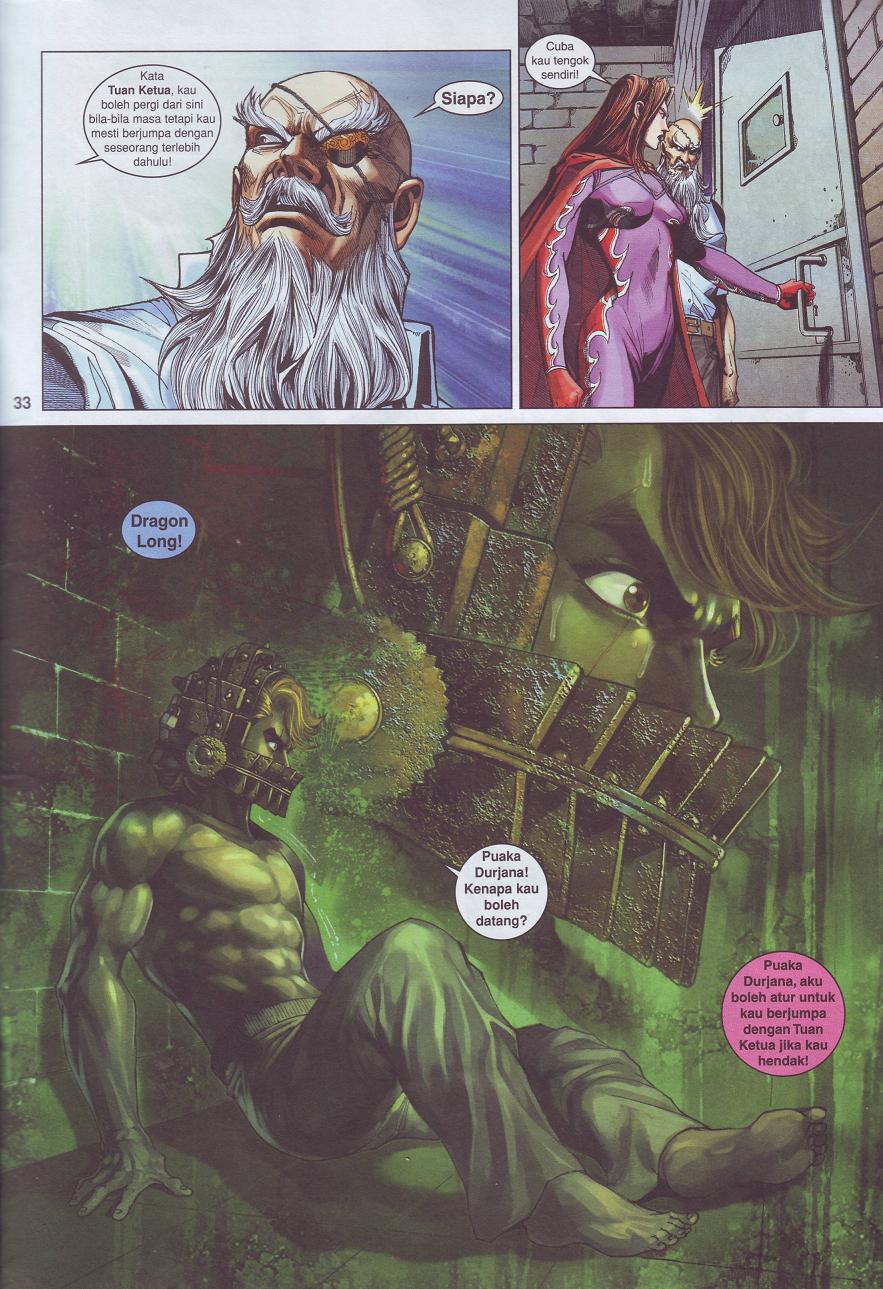 Kata
Tuan Ketua, kau
boleh pergi dari sini
bila-bila masa tetapi kau
mesti berjumpa dengan
seseorang terlebih
dahulu!
Siapa?
Cuba
kau tengok
sendiri!
33
Dragon
Long!
Puaka
Durjana!
Kenapa kau
boleh
datang?
Puaka
Durjana, aku
boleh atur untuk
kau berjumpa
dengan Tuan
Ketua jika kau
hendak!